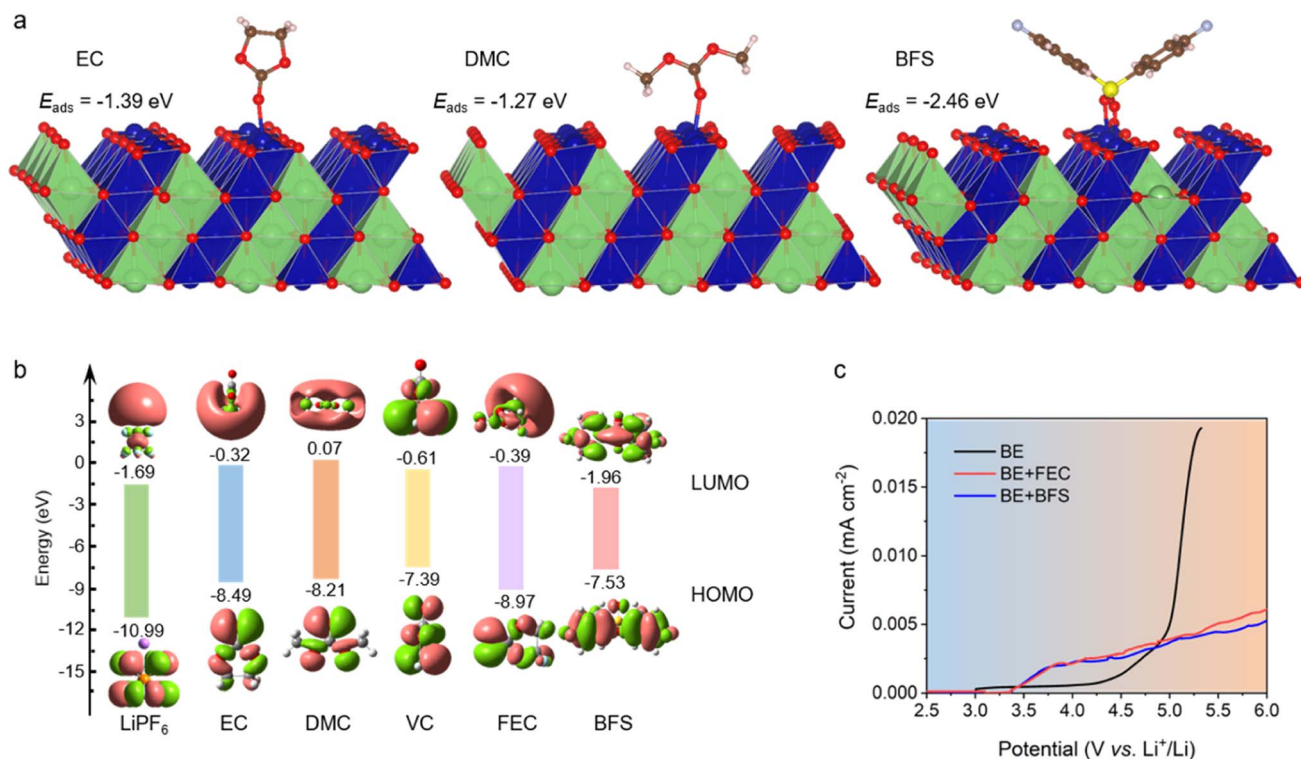 a
EC
E_ads = -1.39 eV
DMC
E_ads = -1.27 eV
BFS
E_ads = -2.46 eV
b
Energy (eV)
3
0
-3
-6
-9
-12
-15
-1.69
-0.32
0.07
-0.61
-0.39
-1.96
LUMO
-10.99
-8.49
-8.21
-7.39
-8.97
-7.53
HOMO
LiPF₆
EC
DMC
VC
FEC
BFS
c
Current (mA cm⁻²)
0.020
0.015
0.010
0.005
0.000
BE
BE+FEC
BE+BFS
2.5 3.0 3.5 4.0 4.5 5.0 5.5 6.0
Potential (V vs. Li⁺/Li)